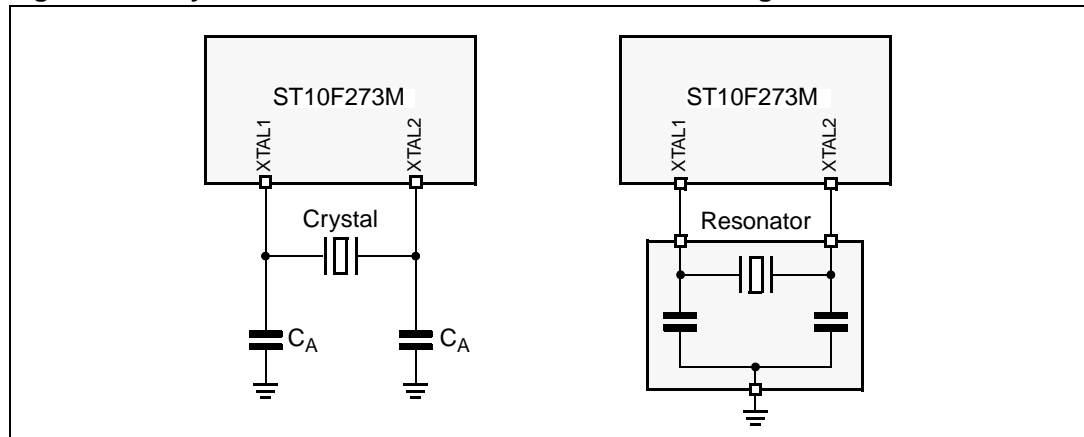 ST10F273M
XTAL1
XTAL2
Crystal
CA
CA
ST10F273M
XTAL1
XTAL2
Resonator